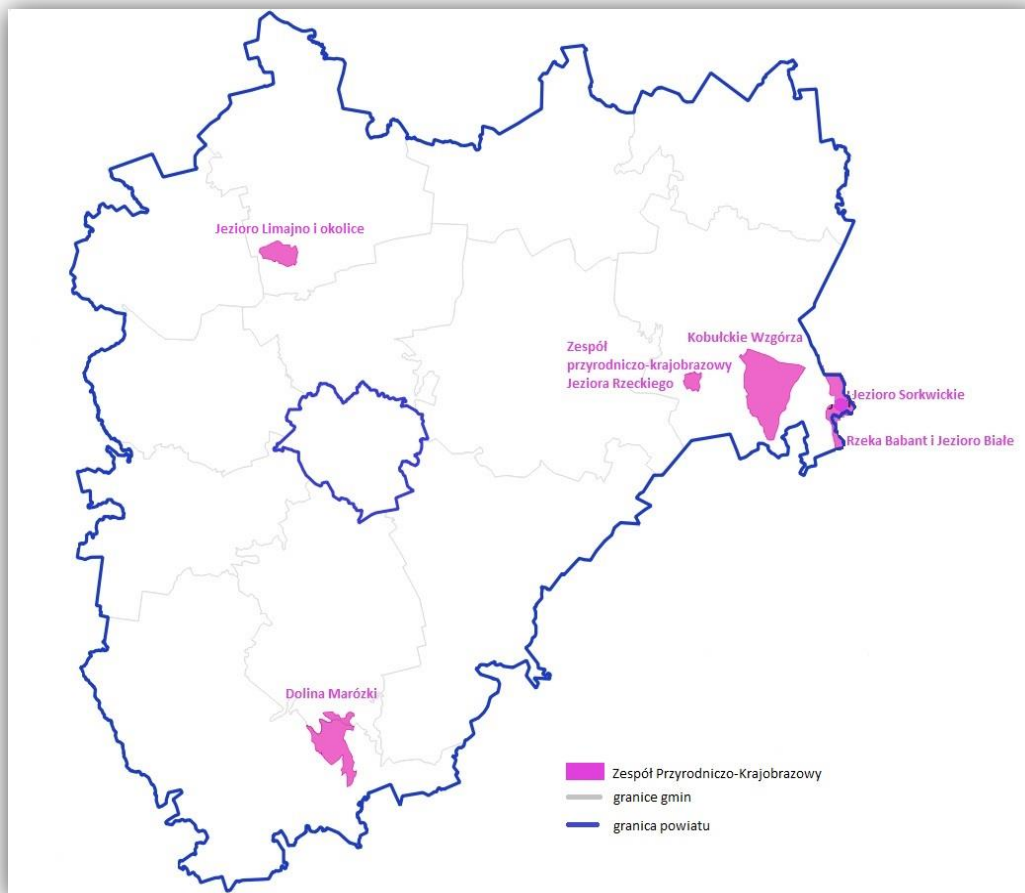 Jezioro Limajno i okolice
Zespół
przyrodniczo-krajobrazowy
Jeziora Rzeckiego
Kobułckie Wzgórza
Jezioro Sorkwickie
Rzeka Babant i Jezioro Białe
Dolina Marózki
Zespół Przyrodniczo-Krajobrazowy
granice gmin
granica powiatu